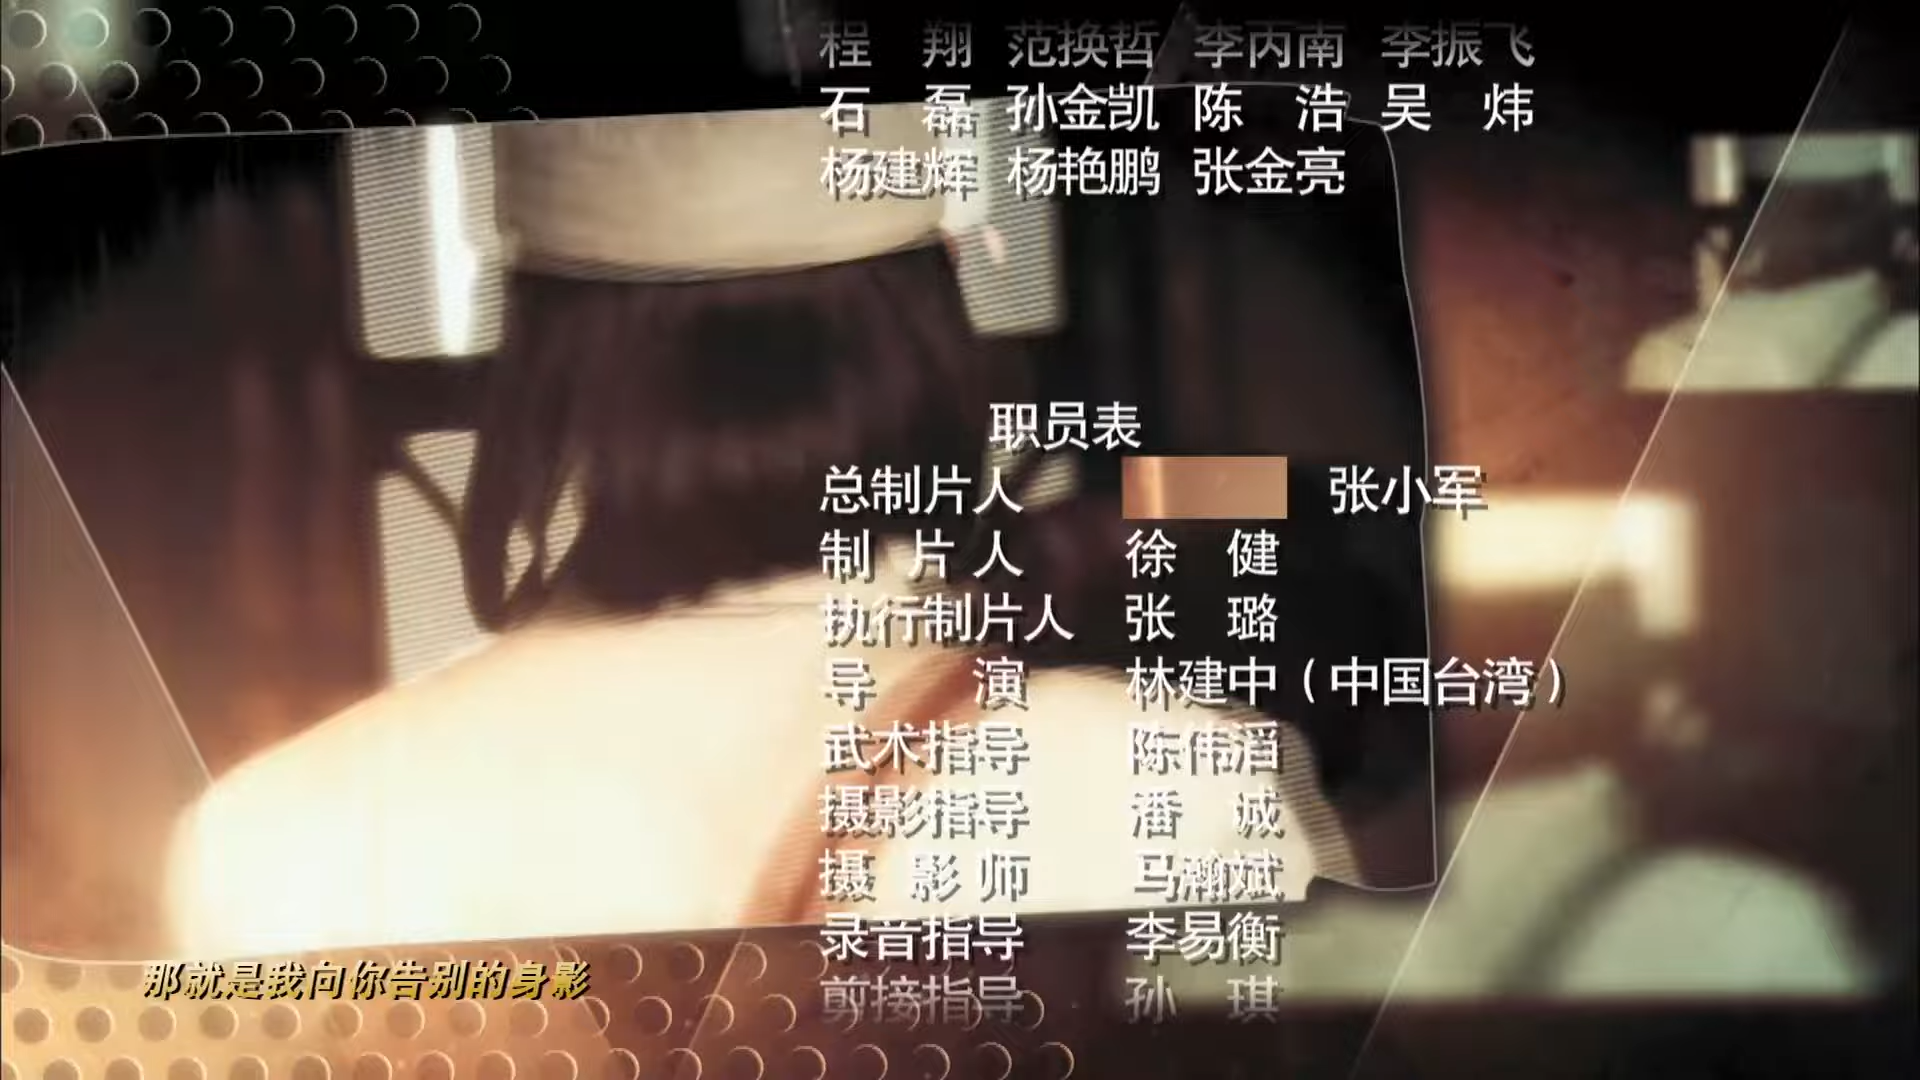 程 翔 范换哲 李丙南 李振飞
石 磊 孙金凯 陈 浩 吴 炜
杨建辉 杨艳鹏 张金亮
职员表
总制片人 张小军
制片人 徐 健
执行制片人 张 璐
导 演 林建中（中国台湾）
武术指导 陈伟滔
摄影指导 潘 诚
摄影师 马瀚斌
录音指导 李易衡
剪接指导 孙 琪
那就是我向你告别的身影